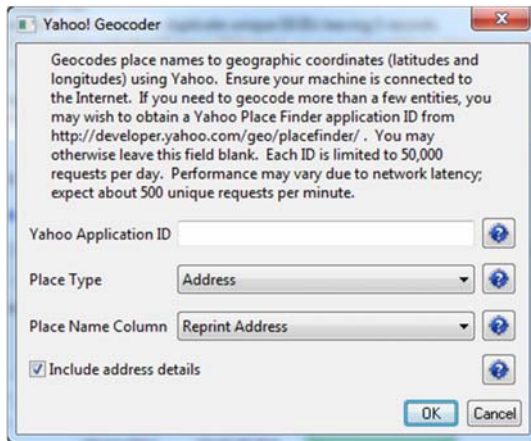 Yahoo! Geocoder
Geocodes place names to geographic coordinates (latitudes and
longitudes) using Yahoo. Ensure your machine is connected to
the Internet. If you need to geocode more than a few entities, you
may wish to obtain a Yahoo Place Finder application ID from
http://developer.yahoo.com/geo/placefinder/ . You may
otherwise leave this field blank. Each ID is limited to 50,000
requests per day. Performance may vary due to network latency;
expect about 500 unique requests per minute.
Yahoo Application ID
Place Type Address
Place Name Column Reprint Address
Include address details
OK Cancel